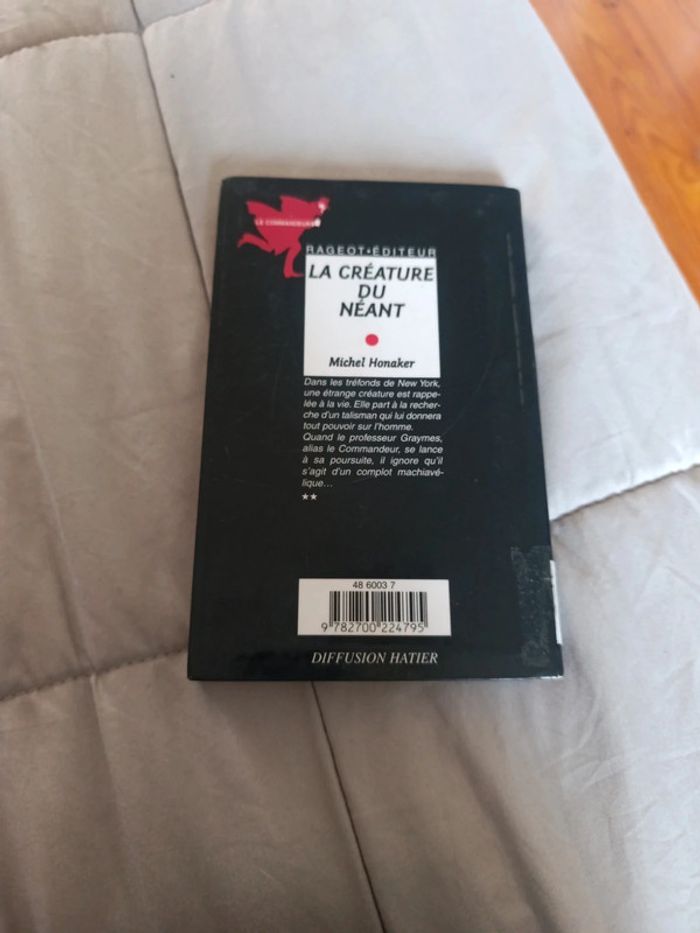 LE COMMANDEUR
RAGEOT•ÉDITEUR
LA CRÉATURE
DU
NÉANT
Michel Honaker
Dans les tréfonds de New York,
une étrange créature est rappe-
lée à la vie. Elle part à la recher-
che d'un talisman qui lui donnera
tout pouvoir sur l'homme.
Quand le professeur Graymes,
alias le Commandeur, se lance
à sa poursuite, il ignore qu'il
s'agit d'un complot machiavé-
lique...
★★
48 6003 7
9 782700 224795
DIFFUSION HATIER